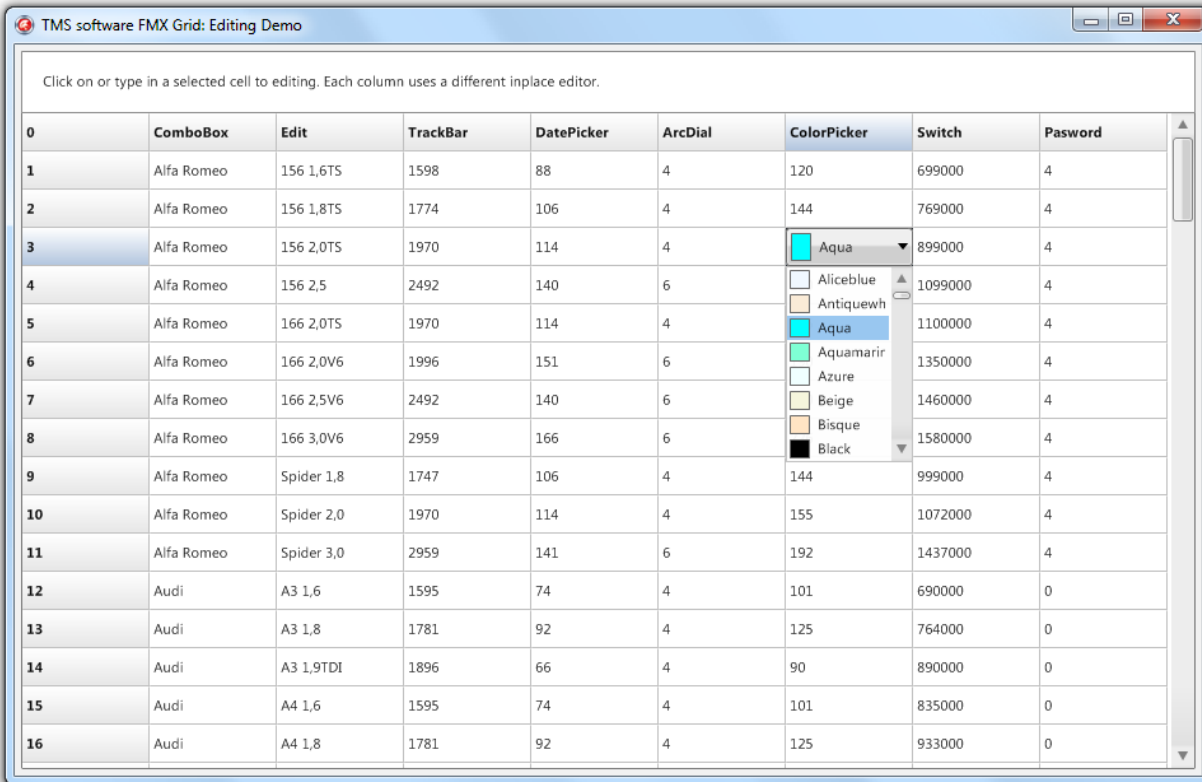 TMS software FMX Grid: Editing Demo
Click on or type in a selected cell to editing. Each column uses a different inplace editor.
0 ComboBox Edit TrackBar DatePicker ArcDial ColorPicker Switch Pasword
1 Alfa Romeo 156 1,6TS 1598 88 4 120 699000 4
2 Alfa Romeo 156 1,8TS 1774 106 4 144 769000 4
3 Alfa Romeo 156 2,0TS 1970 114 4 Aqua 899000 4
4 Alfa Romeo 156 2,5 2492 140 6 1099000 4
Aliceblue
Antiquewh
5 Alfa Romeo 166 2,0TS 1970 114 4 Aqua 1100000 4
Aquamarir
6 Alfa Romeo 166 2,0V6 1996 151 6 1350000 4
Azure
7 Alfa Romeo 166 2,5V6 2492 140 6 Beige 1460000 4
Bisque
8 Alfa Romeo 166 3,0V6 2959 166 6 1580000 4
Black
9 Alfa Romeo Spider 1,8 1747 106 4 144 999000 4
10 Alfa Romeo Spider 2,0 1970 114 4 155 1072000 4
11 Alfa Romeo Spider 3,0 2959 141 6 192 1437000 4
12 Audi A3 1,6 1595 74 4 101 690000 0
13 Audi A3 1,8 1781 92 4 125 764000 0
14 Audi A3 1,9TDI 1896 66 4 90 890000 0
15 Audi A4 1,6 1595 74 4 101 835000 0
16 Audi A4 1,8 1781 92 4 125 933000 0